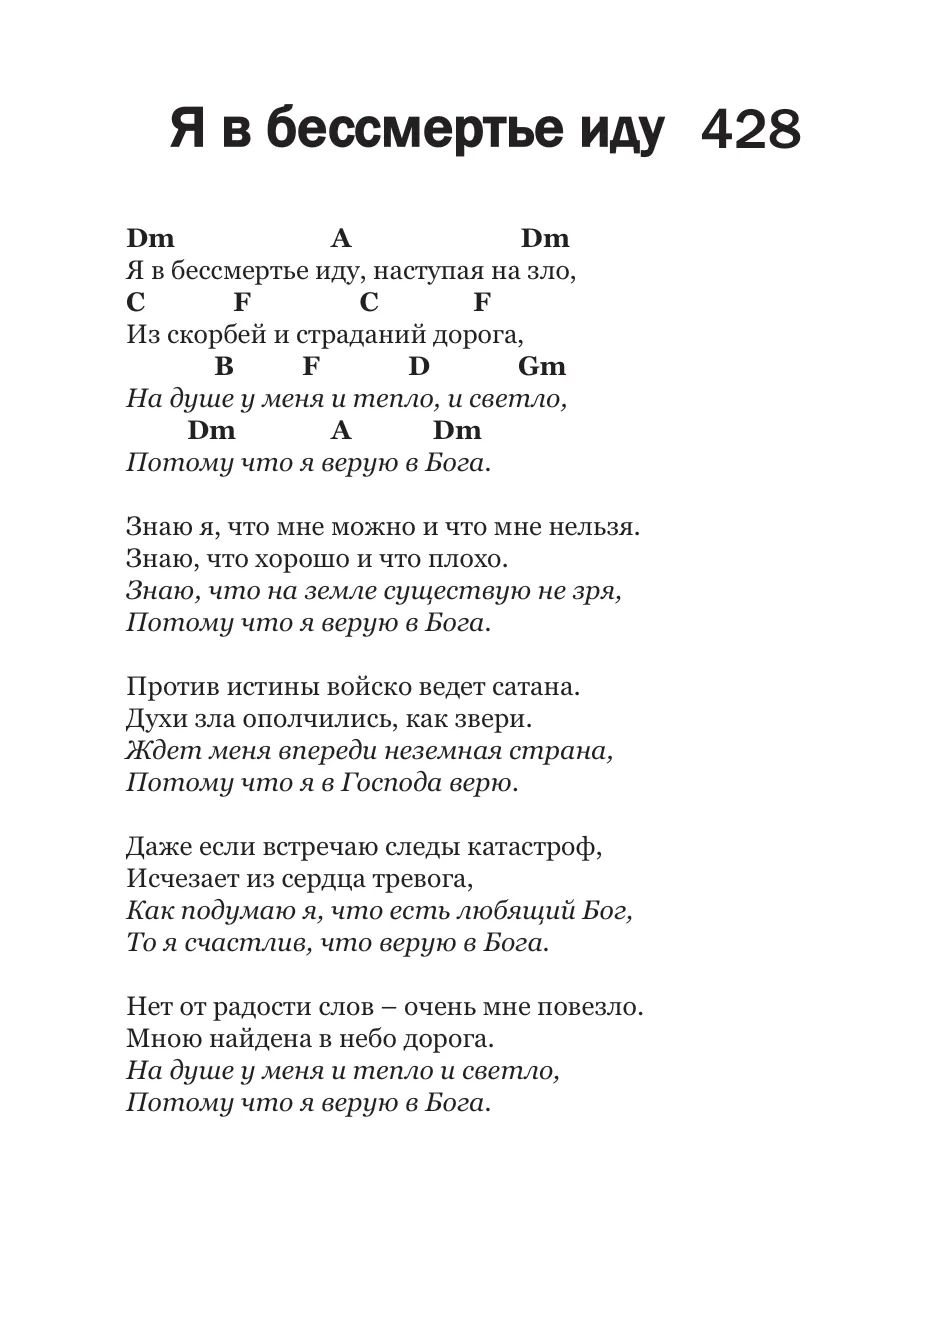 Я в бессмертье иду 428
Dm A Dm
Я в бессмертье иду, наступая на зло,
C F C F
Из скорбей и страданий дорога,
B F D Gm
На душе у меня и тепло, и светло,
Dm A Dm
Потому что я верую в Бога.
Знаю я, что мне можно и что мне нельзя.
Знаю, что хорошо и что плохо.
Знаю, что на земле существую не зря,
Потому что я верую в Бога.
Против истины войско ведет сатана.
Духи зла ополчились, как звери.
Ждет меня впереди неземная страна,
Потому что я в Господа верю.
Даже если встречаю следы катастроф,
Исчезает из сердца тревога,
Как подумаю я, что есть любящий Бог,
То я счастлив, что верую в Бога.
Нет от радости слов – очень мне повезло.
Мною найдена в небо дорога.
На душе у меня и тепло и светло,
Потому что я верую в Бога.